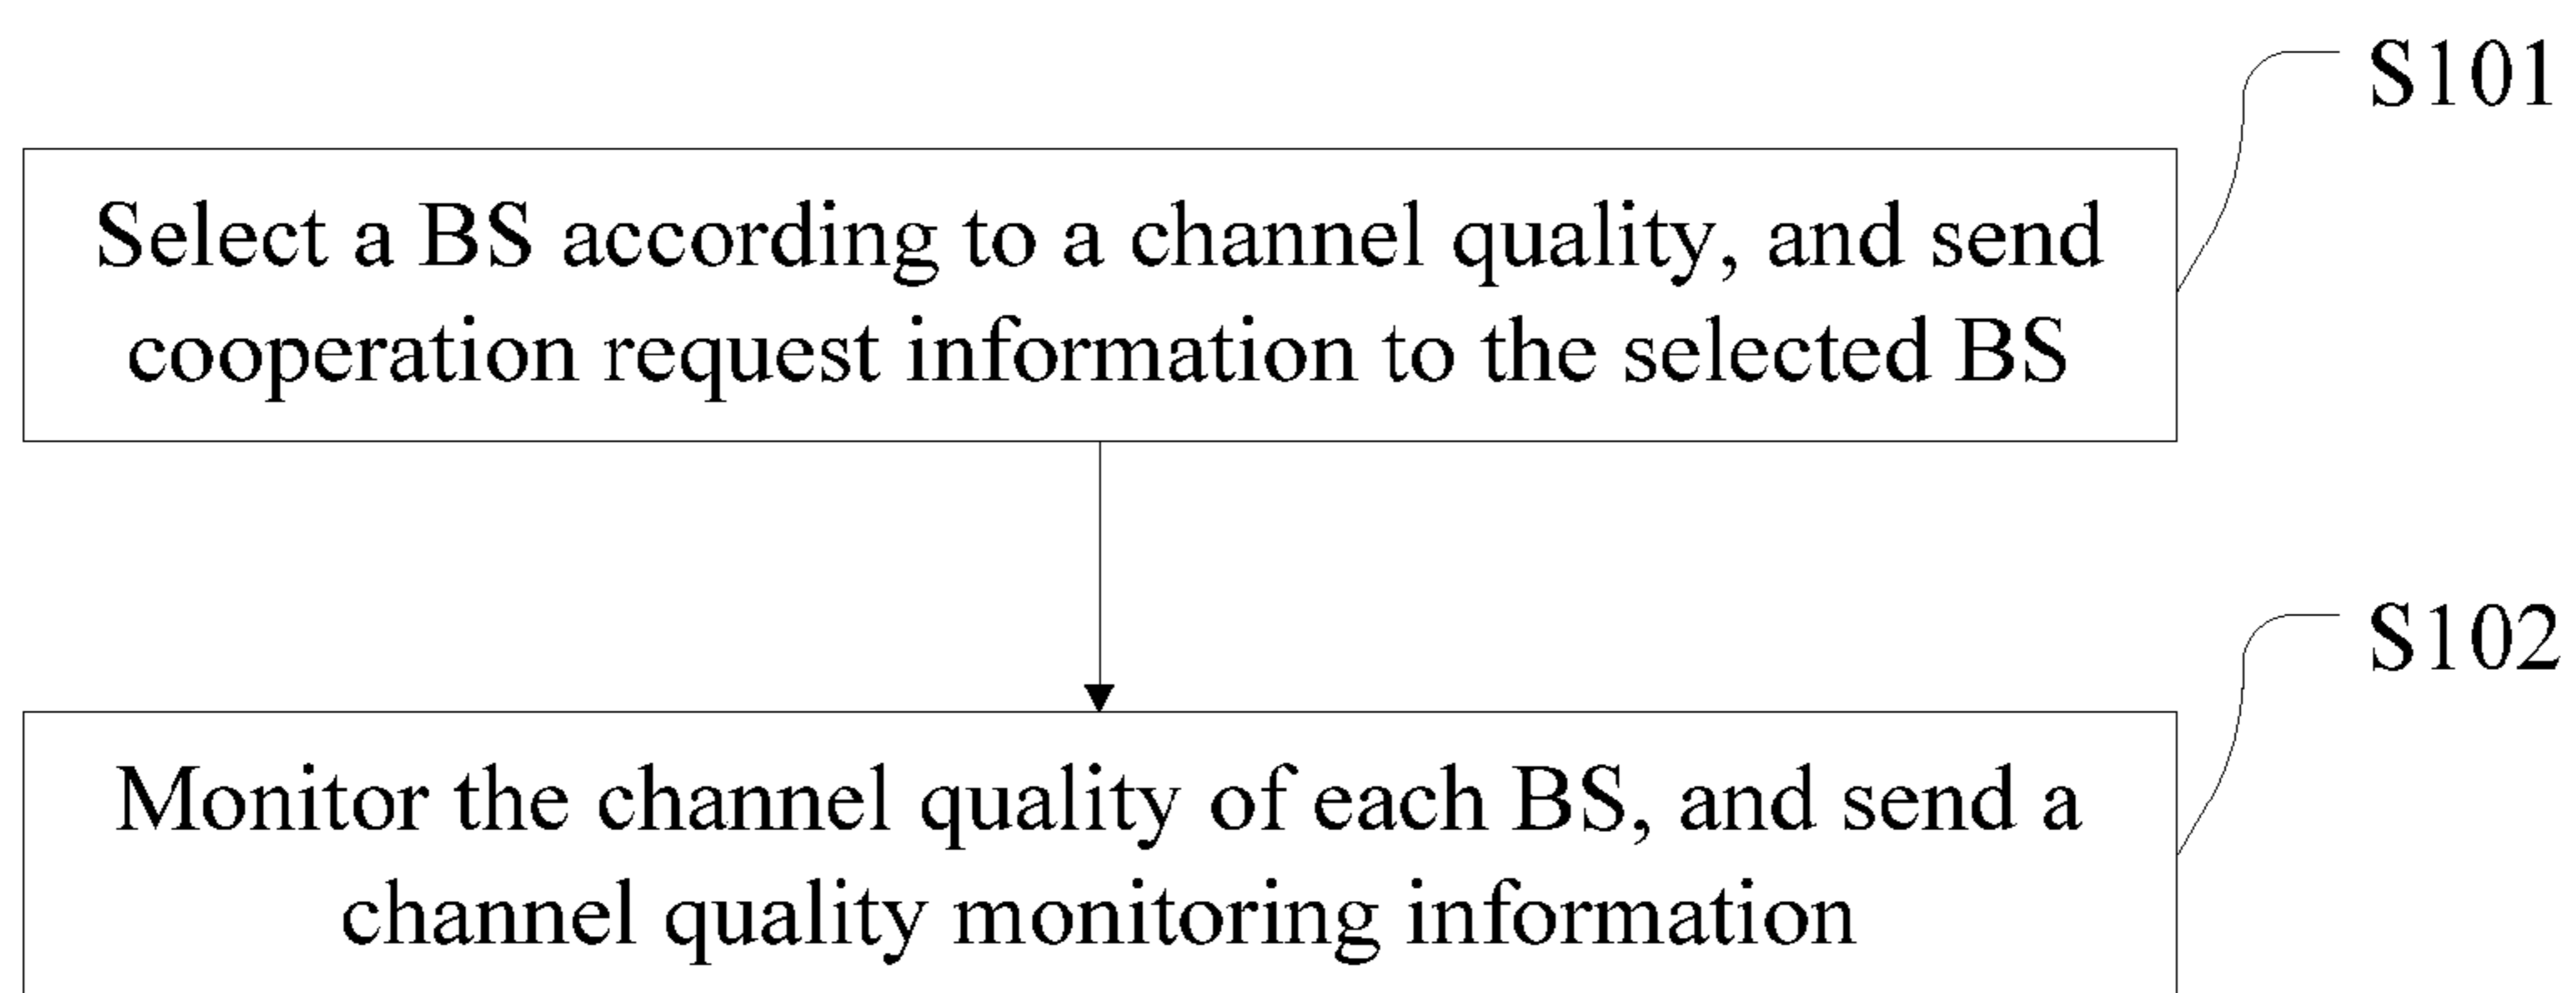 S101
Select a BS according to a channel quality, and send
cooperation request information to the selected BS
S102
Monitor the channel quality of each BS, and send a
channel quality monitoring information